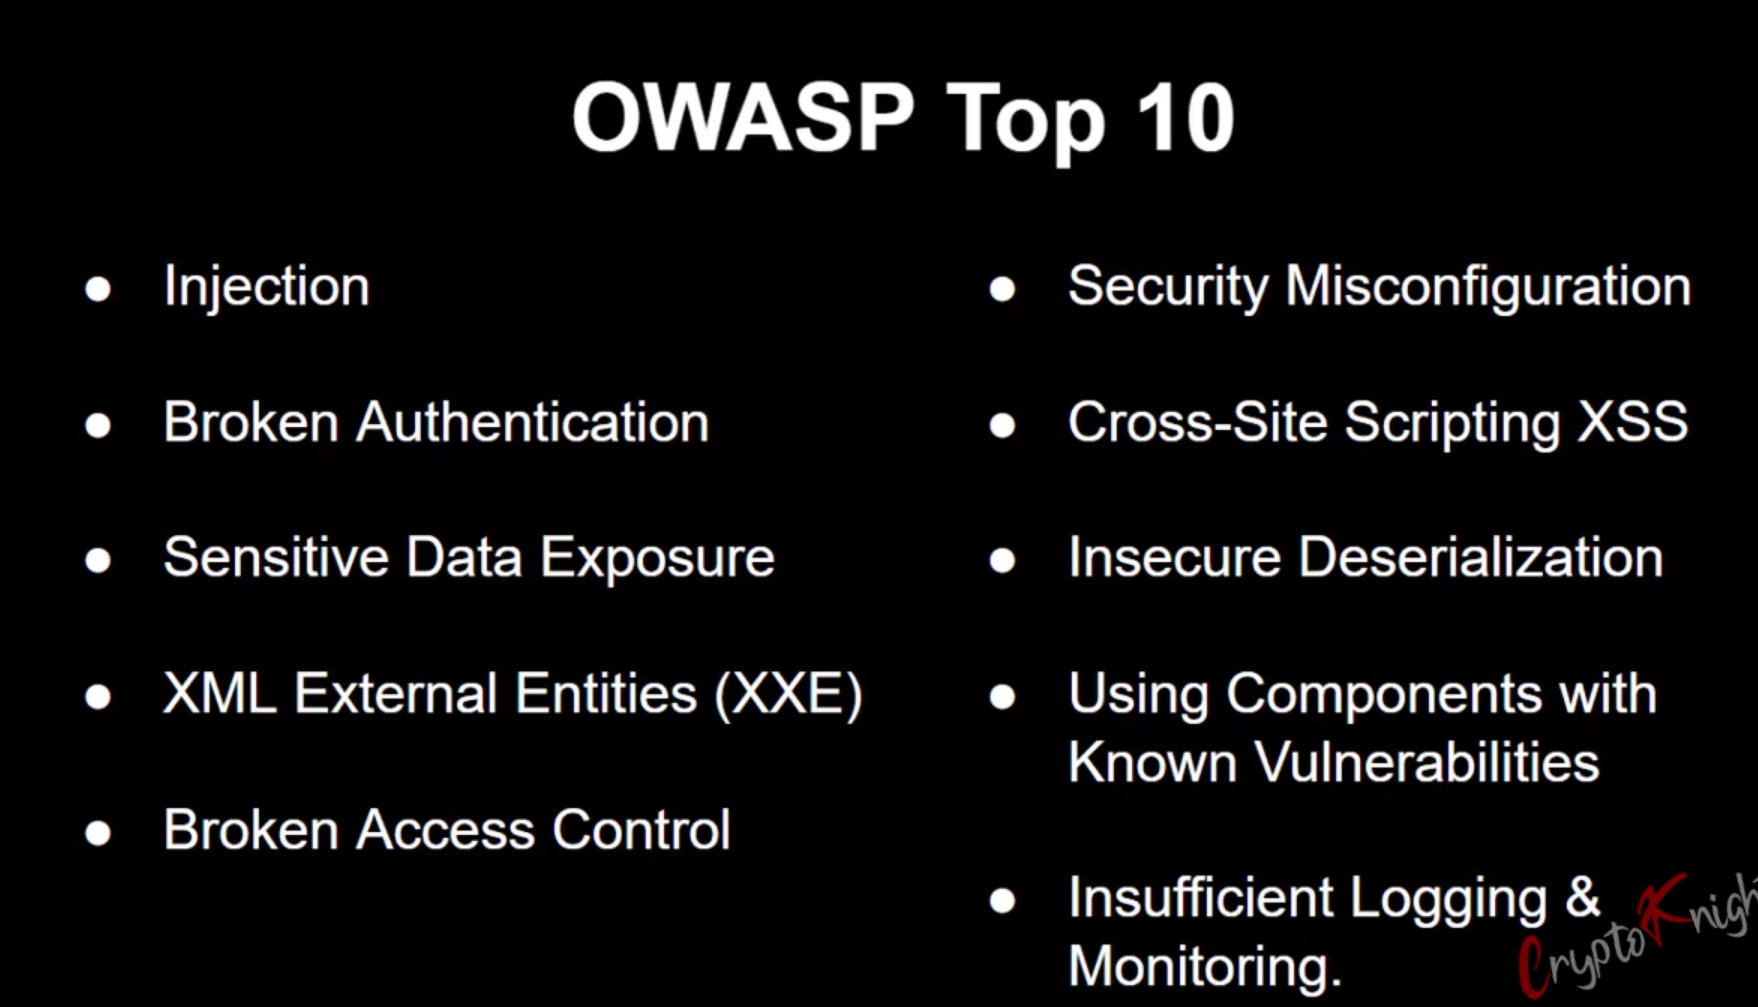 OWASP Top 10
● Injection
● Broken Authentication
● Sensitive Data Exposure
● XML External Entities (XXE)
● Broken Access Control
● Security Misconfiguration
● Cross-Site Scripting XSS
● Insecure Deserialization
● Using Components with
Known Vulnerabilities
● Insufficient Logging &
Monitoring.
CryptoKnigh